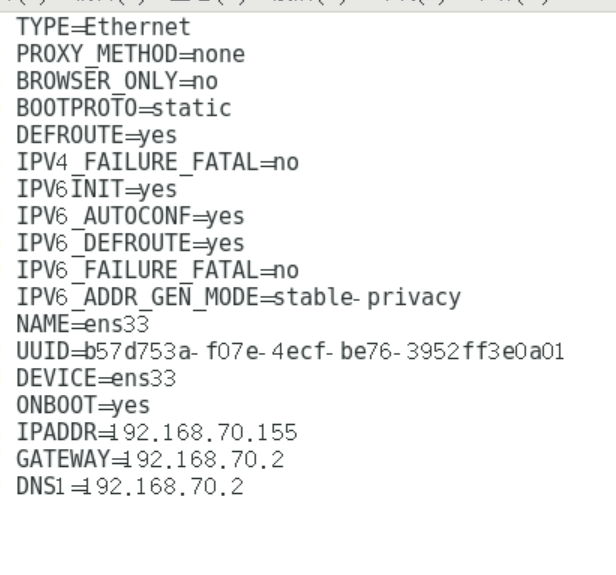 TYPE=Ethernet
PROXY_METHOD=none
BROWSER_ONLY=no
BOOTPROTO=static
DEFROUTE=yes
IPV4_FAILURE_FATAL=no
IPV6INIT=yes
IPV6_AUTOCONF=yes
IPV6_DEFROUTE=yes
IPV6_FAILURE_FATAL=no
IPV6_ADDR_GEN_MODE=stable-privacy
NAME=ens33
UUID=b57d753a-f07e-4ecf-be76-3952ff3e0a01
DEVICE=ens33
ONBOOT=yes
IPADDR=192.168.70.155
GATEWAY=192.168.70.2
DNS1=192.168.70.2